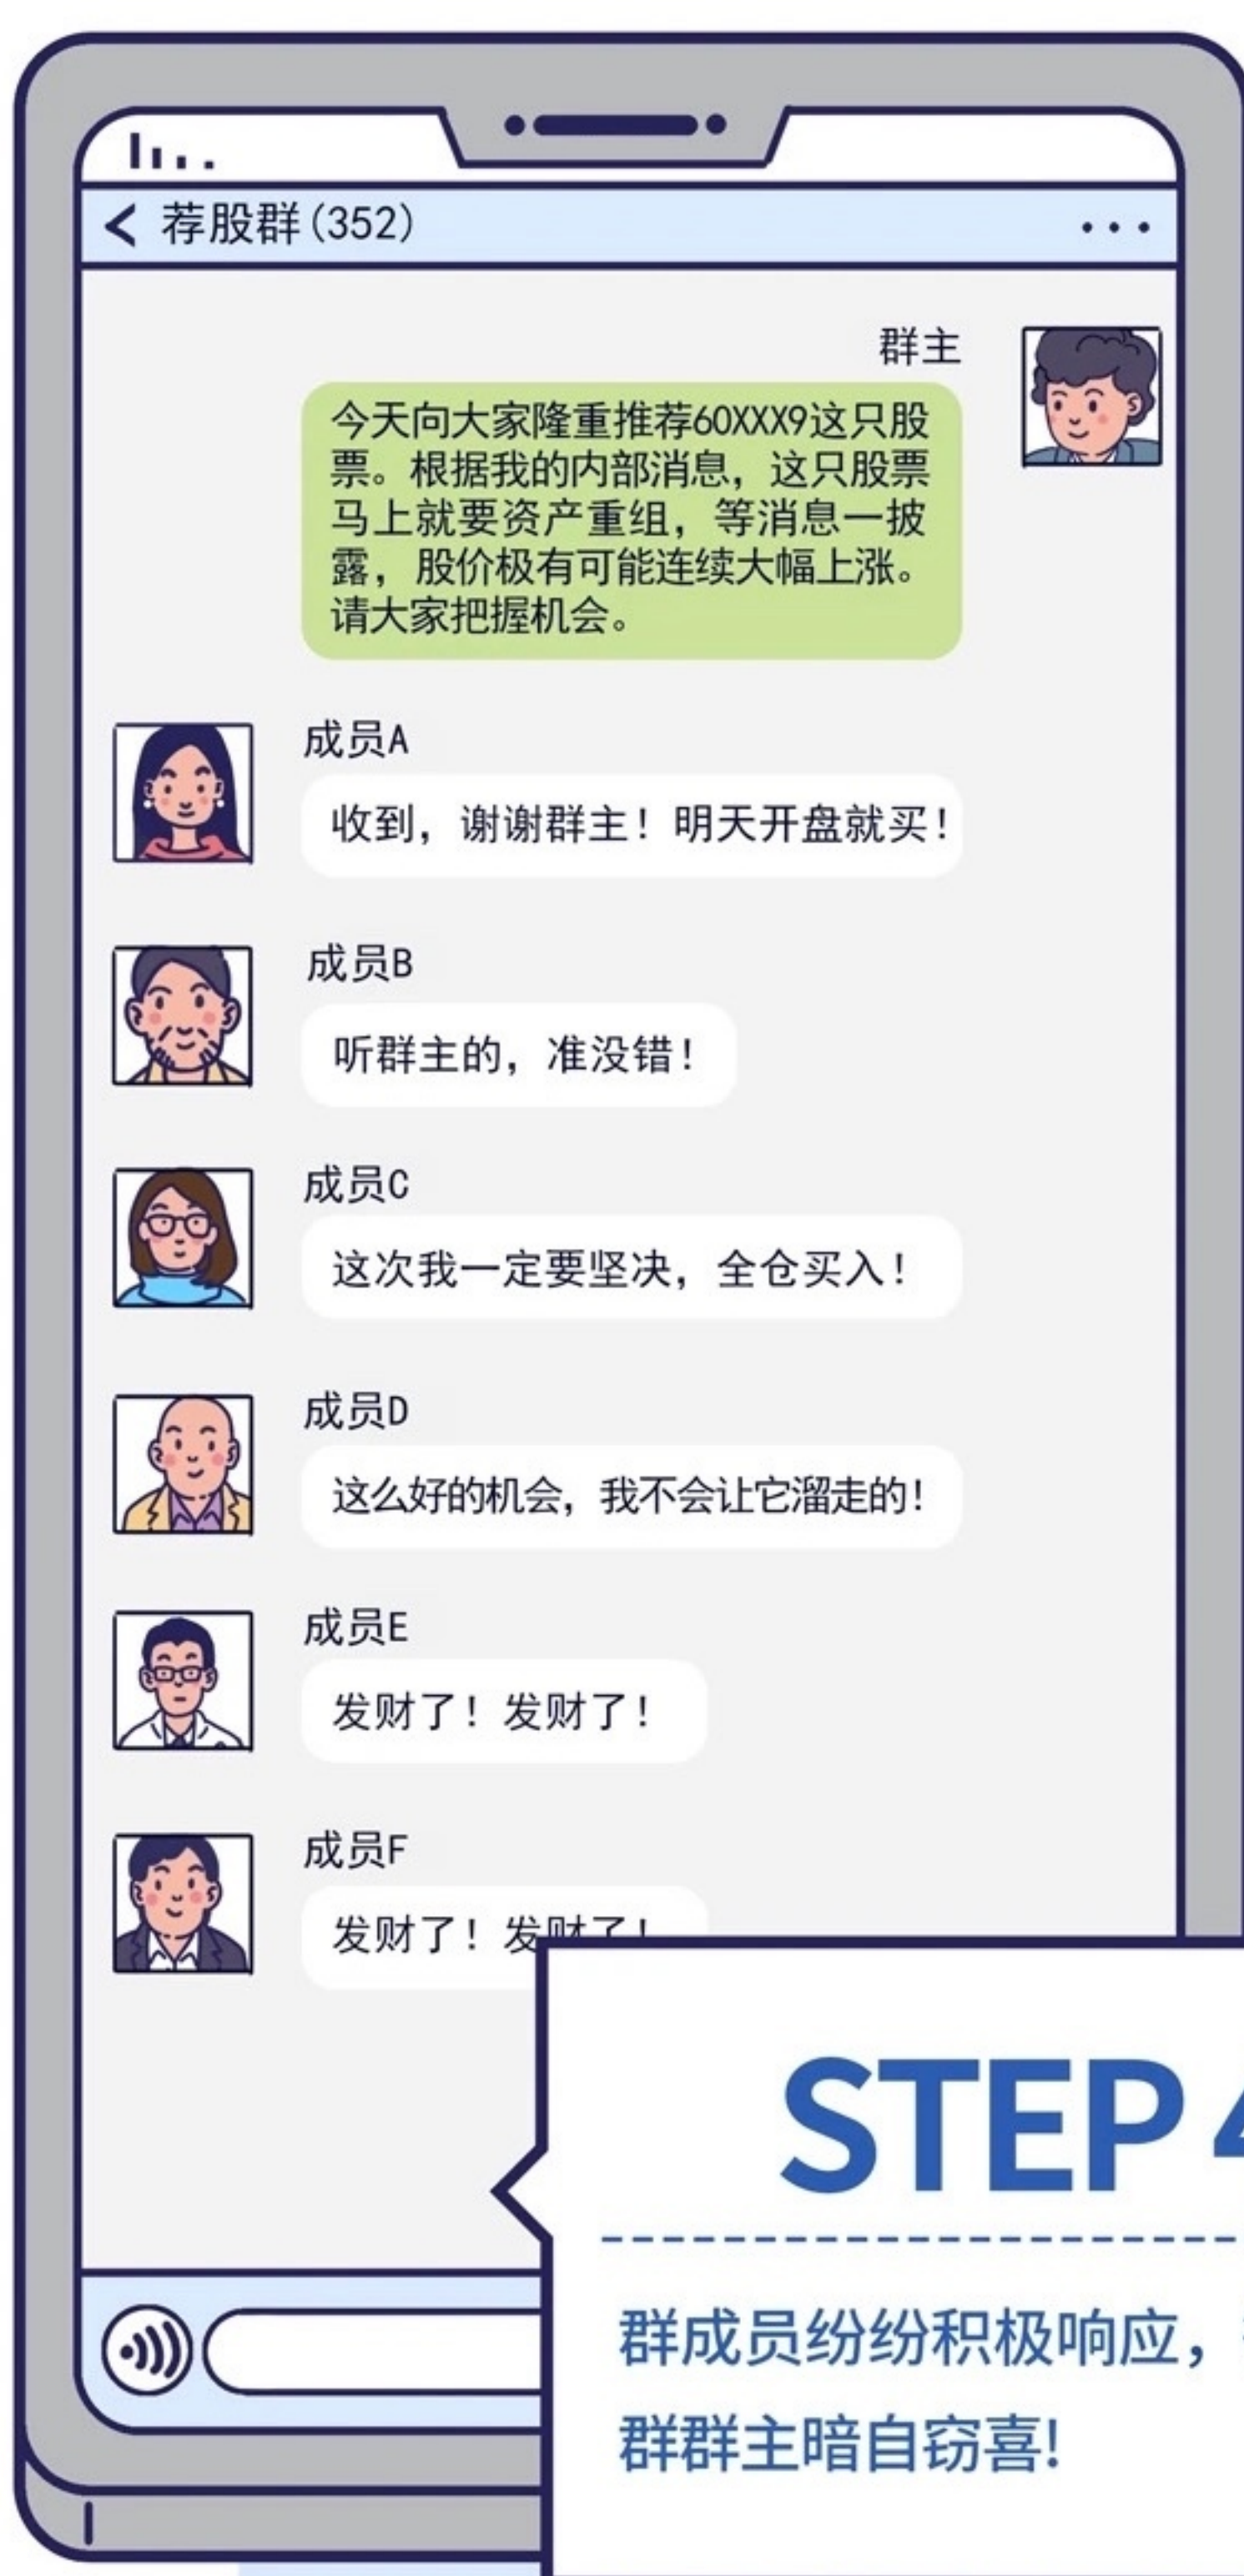 荐股群(352)
群主
今天向大家隆重推荐60XXX9这只股
票。根据我的内部消息，这只股票
马上就要资产重组，等消息一披
露，股价极有可能连续大幅上涨。
请大家把握机会。
成员A
收到，谢谢群主！明天开盘就买！
成员B
听群主的，准没错！
成员C
这次我一定要坚决，全仓买入！
成员D
这么好的机会，我不会让它溜走的！
成员E
发财了！发财了！
成员F
发财了！发财了！
STEP 4
群成员纷纷积极响应，
群群主暗自窃喜!